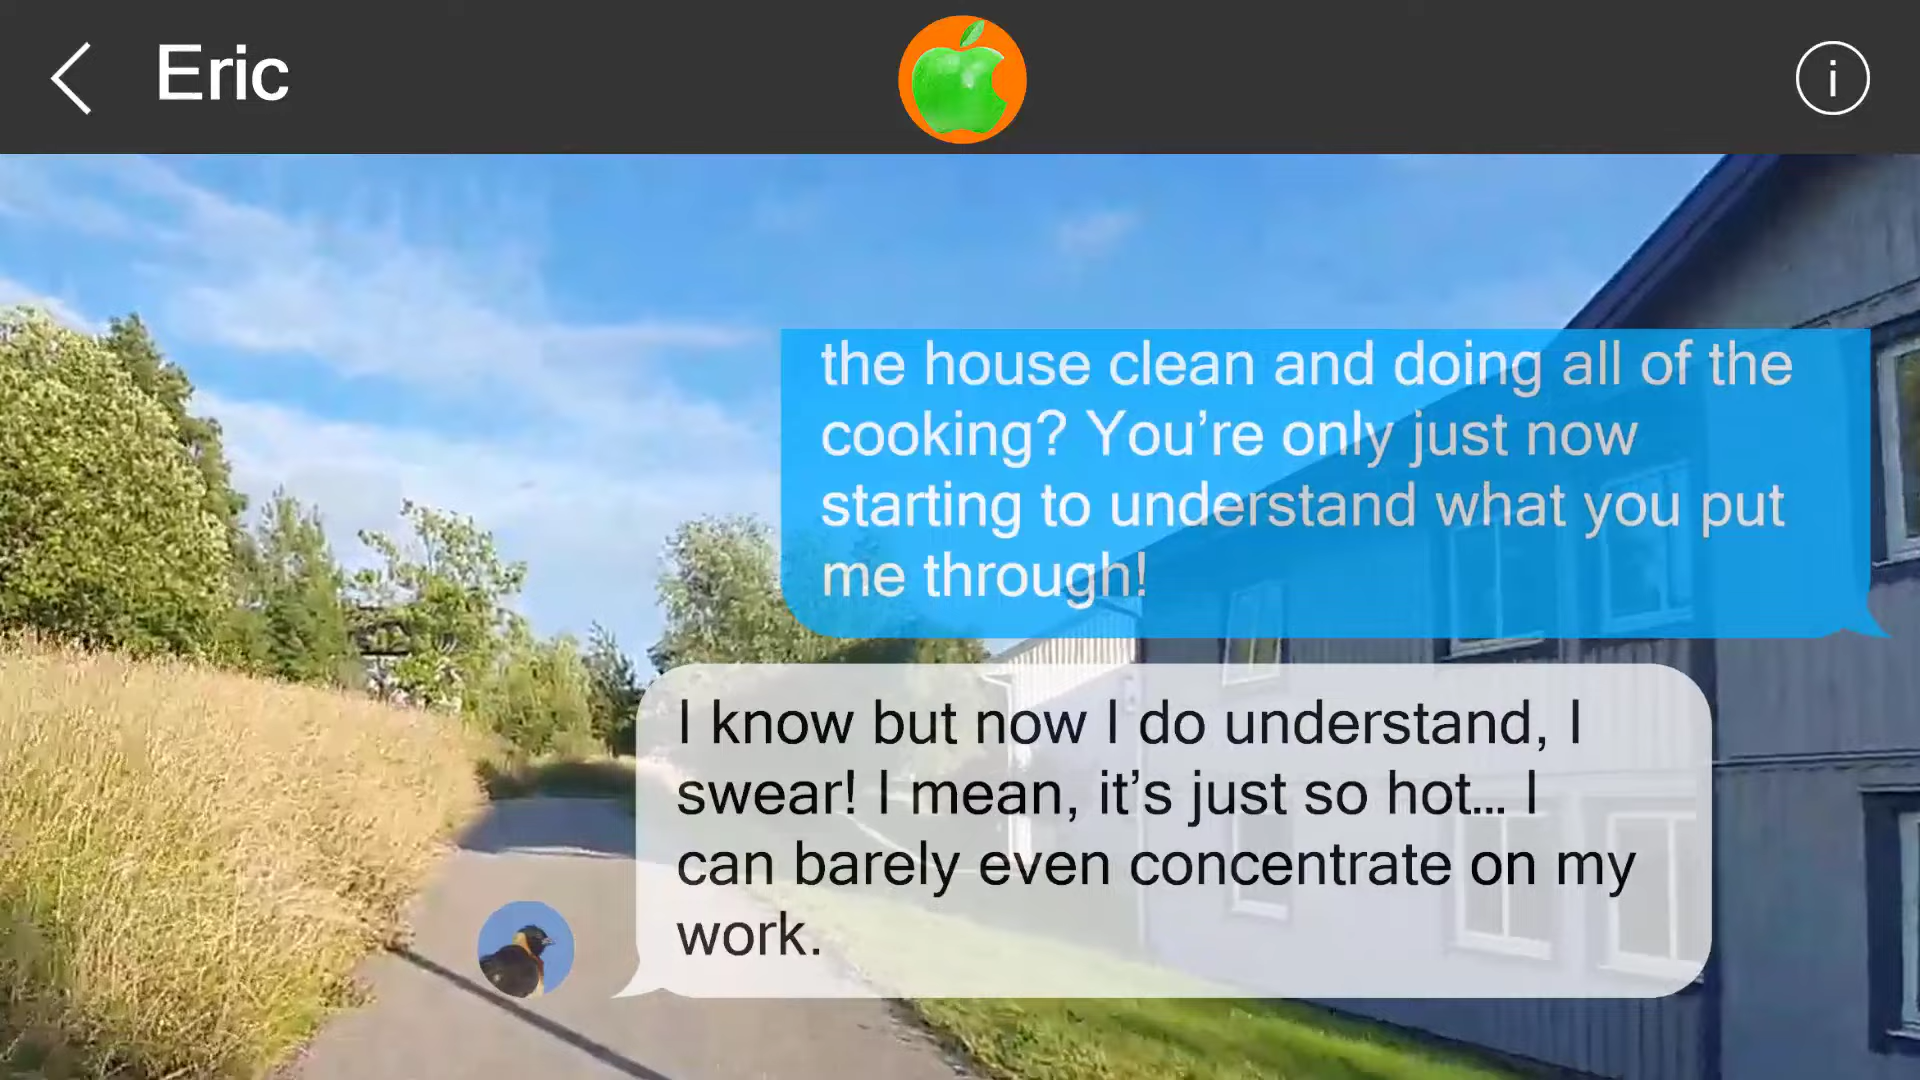 Eric
i
the house clean and doing all of the
cooking? You’re only just now
starting to understand what you put
me through!
I know but now I do understand, I
swear! I mean, it’s just so hot... I
can barely even concentrate on my
work.